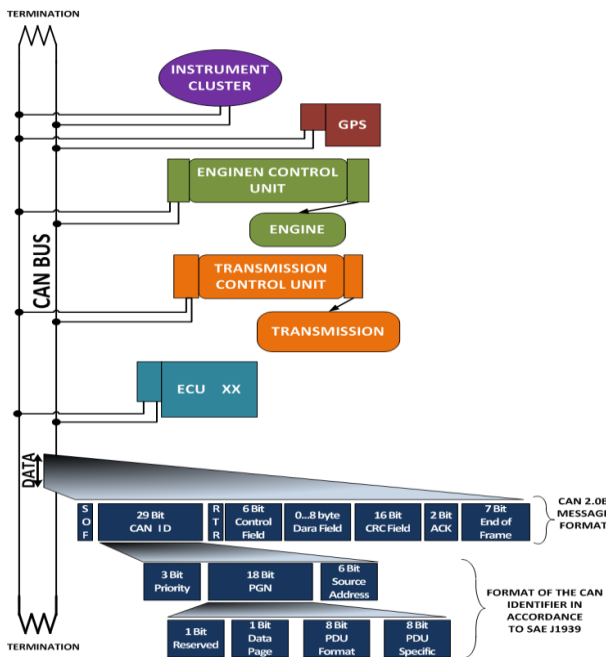 TERMINATION
INSTRUMENT
CLUSTER
GPS
ENGINEN CONTROL
UNIT
ENGINE
CAN BUS
TRANSMISSION
CONTROL UNIT
TRANSMISSION
ECU XX
DATA
SOF
29 Bit
CAN ID
RTR
6 Bit
Control
Field
0...8 byte
Dara Field
16 Bit
CRC Field
2 Bit
ACK
7 Bit
End of
Frame
CAN 2.0B
MESSAGE
FORMAT
3 Bit
Priority
18 Bit
PGN
6 Bit
Source
Address
1 Bit
Reserved
1 Bit
Data
Page
8 Bit
PDU
Format
8 Bit
PDU
Specific
FORMAT OF THE CAN
IDENTIFIER IN
ACCORDANCE
TO SAE J1939
TERMINATION